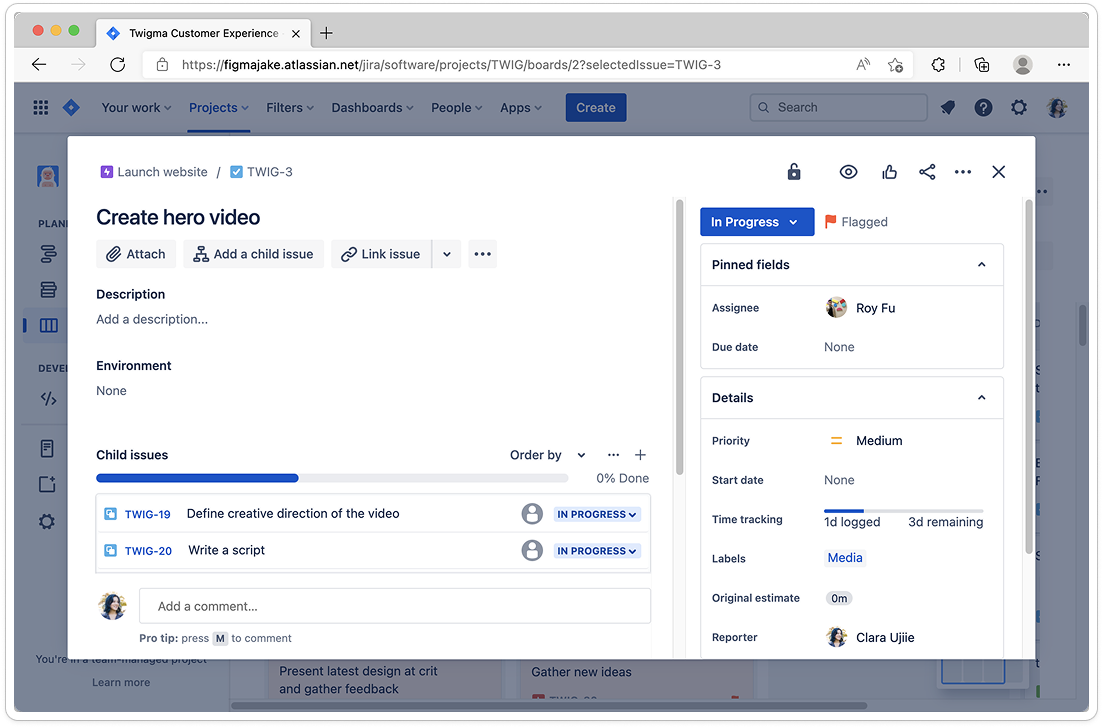 Twigma Customer Experience
https://figmajake.atlassian.net/jira/software/projects/TWIG/boards/2?selectedIssue=TWIG-3
Your work Projects Filters Dashboards People Apps Create Search
Launch website / TWIG-3
Create hero video
Attach Add a child issue Link issue
Description
Add a description...
Environment
None
Child issues Order by
0% Done
TWIG-19 Define creative direction of the video IN PROGRESS
TWIG-20 Write a script IN PROGRESS
Add a comment...
Pro tip: press M to comment
In Progress Flagged
Pinned fields
Assignee Roy Fu
Due date None
Details
Priority Medium
Start date None
Time tracking 1d logged 3d remaining
Labels Media
Original estimate 0m
Reporter Clara Ujiie
PLANN
DEVEL
You're in a team-managed project
Learn more
Present latest design at crit
and gather feedback
Gather new ideas